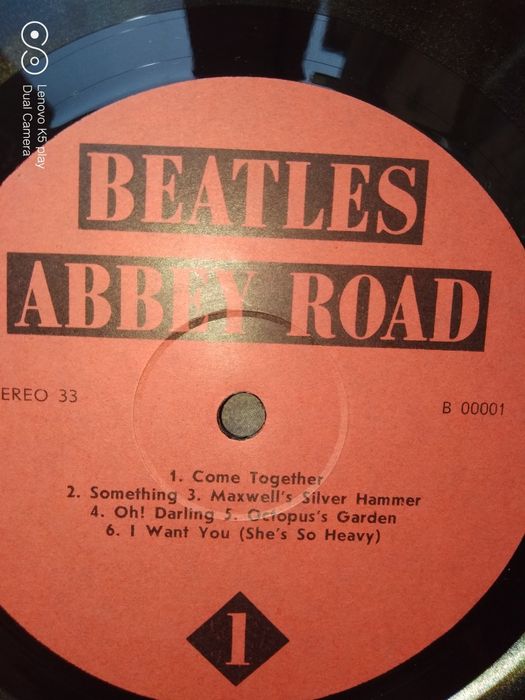 Lenovo K5 play
Dual Camera
BEATLES
ABBEY ROAD
EREO 33
B 00001
1. Come Together
2. Something 3. Maxwell's Silver Hammer
4. Oh! Darling 5. Octopus's Garden
6. I Want You (She's So Heavy)
1